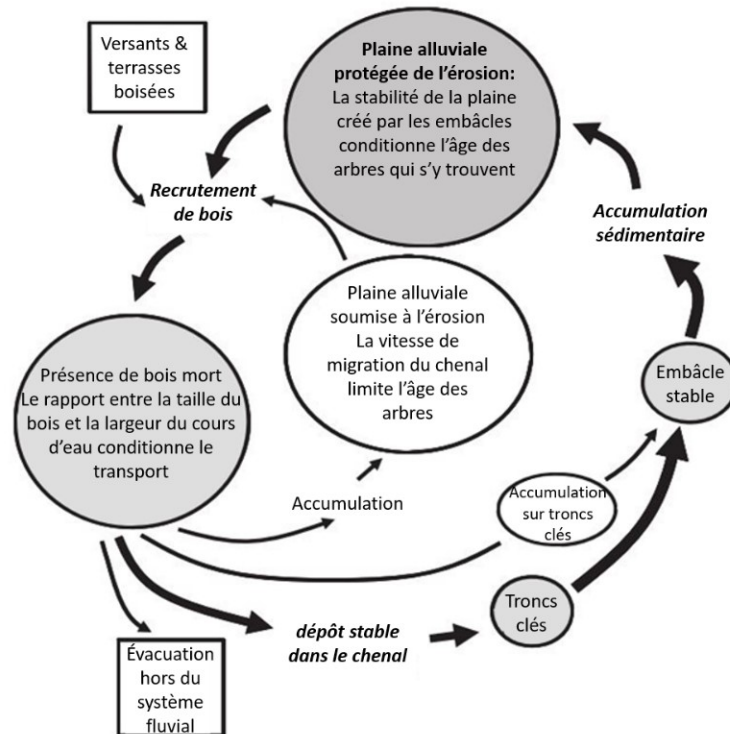 Versants &
terrasses
boisées
Plaine alluviale
protégée de l'érosion:
La stabilité de la plaine
créé par les embâcles
conditionne l'âge des
arbres qui s'y trouvent
Recrutement
de bois
Accumulation
sédimentaire
Plaine alluviale
soumise à l'érosion
La vitesse de
migration du chenal
limite l'âge des
arbres
Présence de bois mort
Le rapport entre la taille du
bois et la largeur du cours
d'eau conditionne le
transport
Embâcle
stable
Accumulation
Accumulation
sur troncs
clés
Troncs
clés
dépôt stable
dans le chenal
Évacuation
hors du
système
fluvial